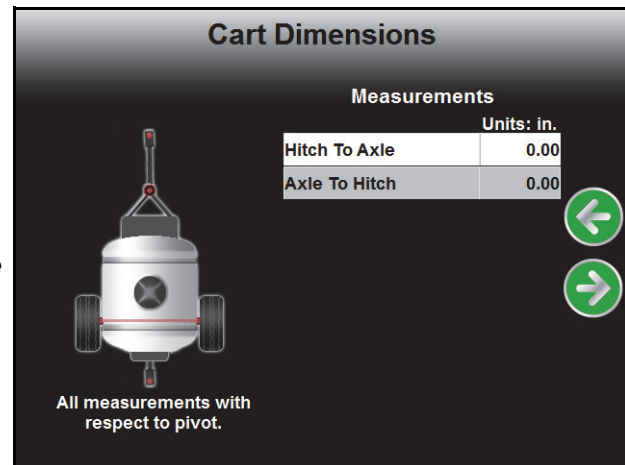 Cart Dimensions
Measurements
Units: in.
Hitch To Axle 0.00
Axle To Hitch 0.00
All measurements with
respect to pivot.